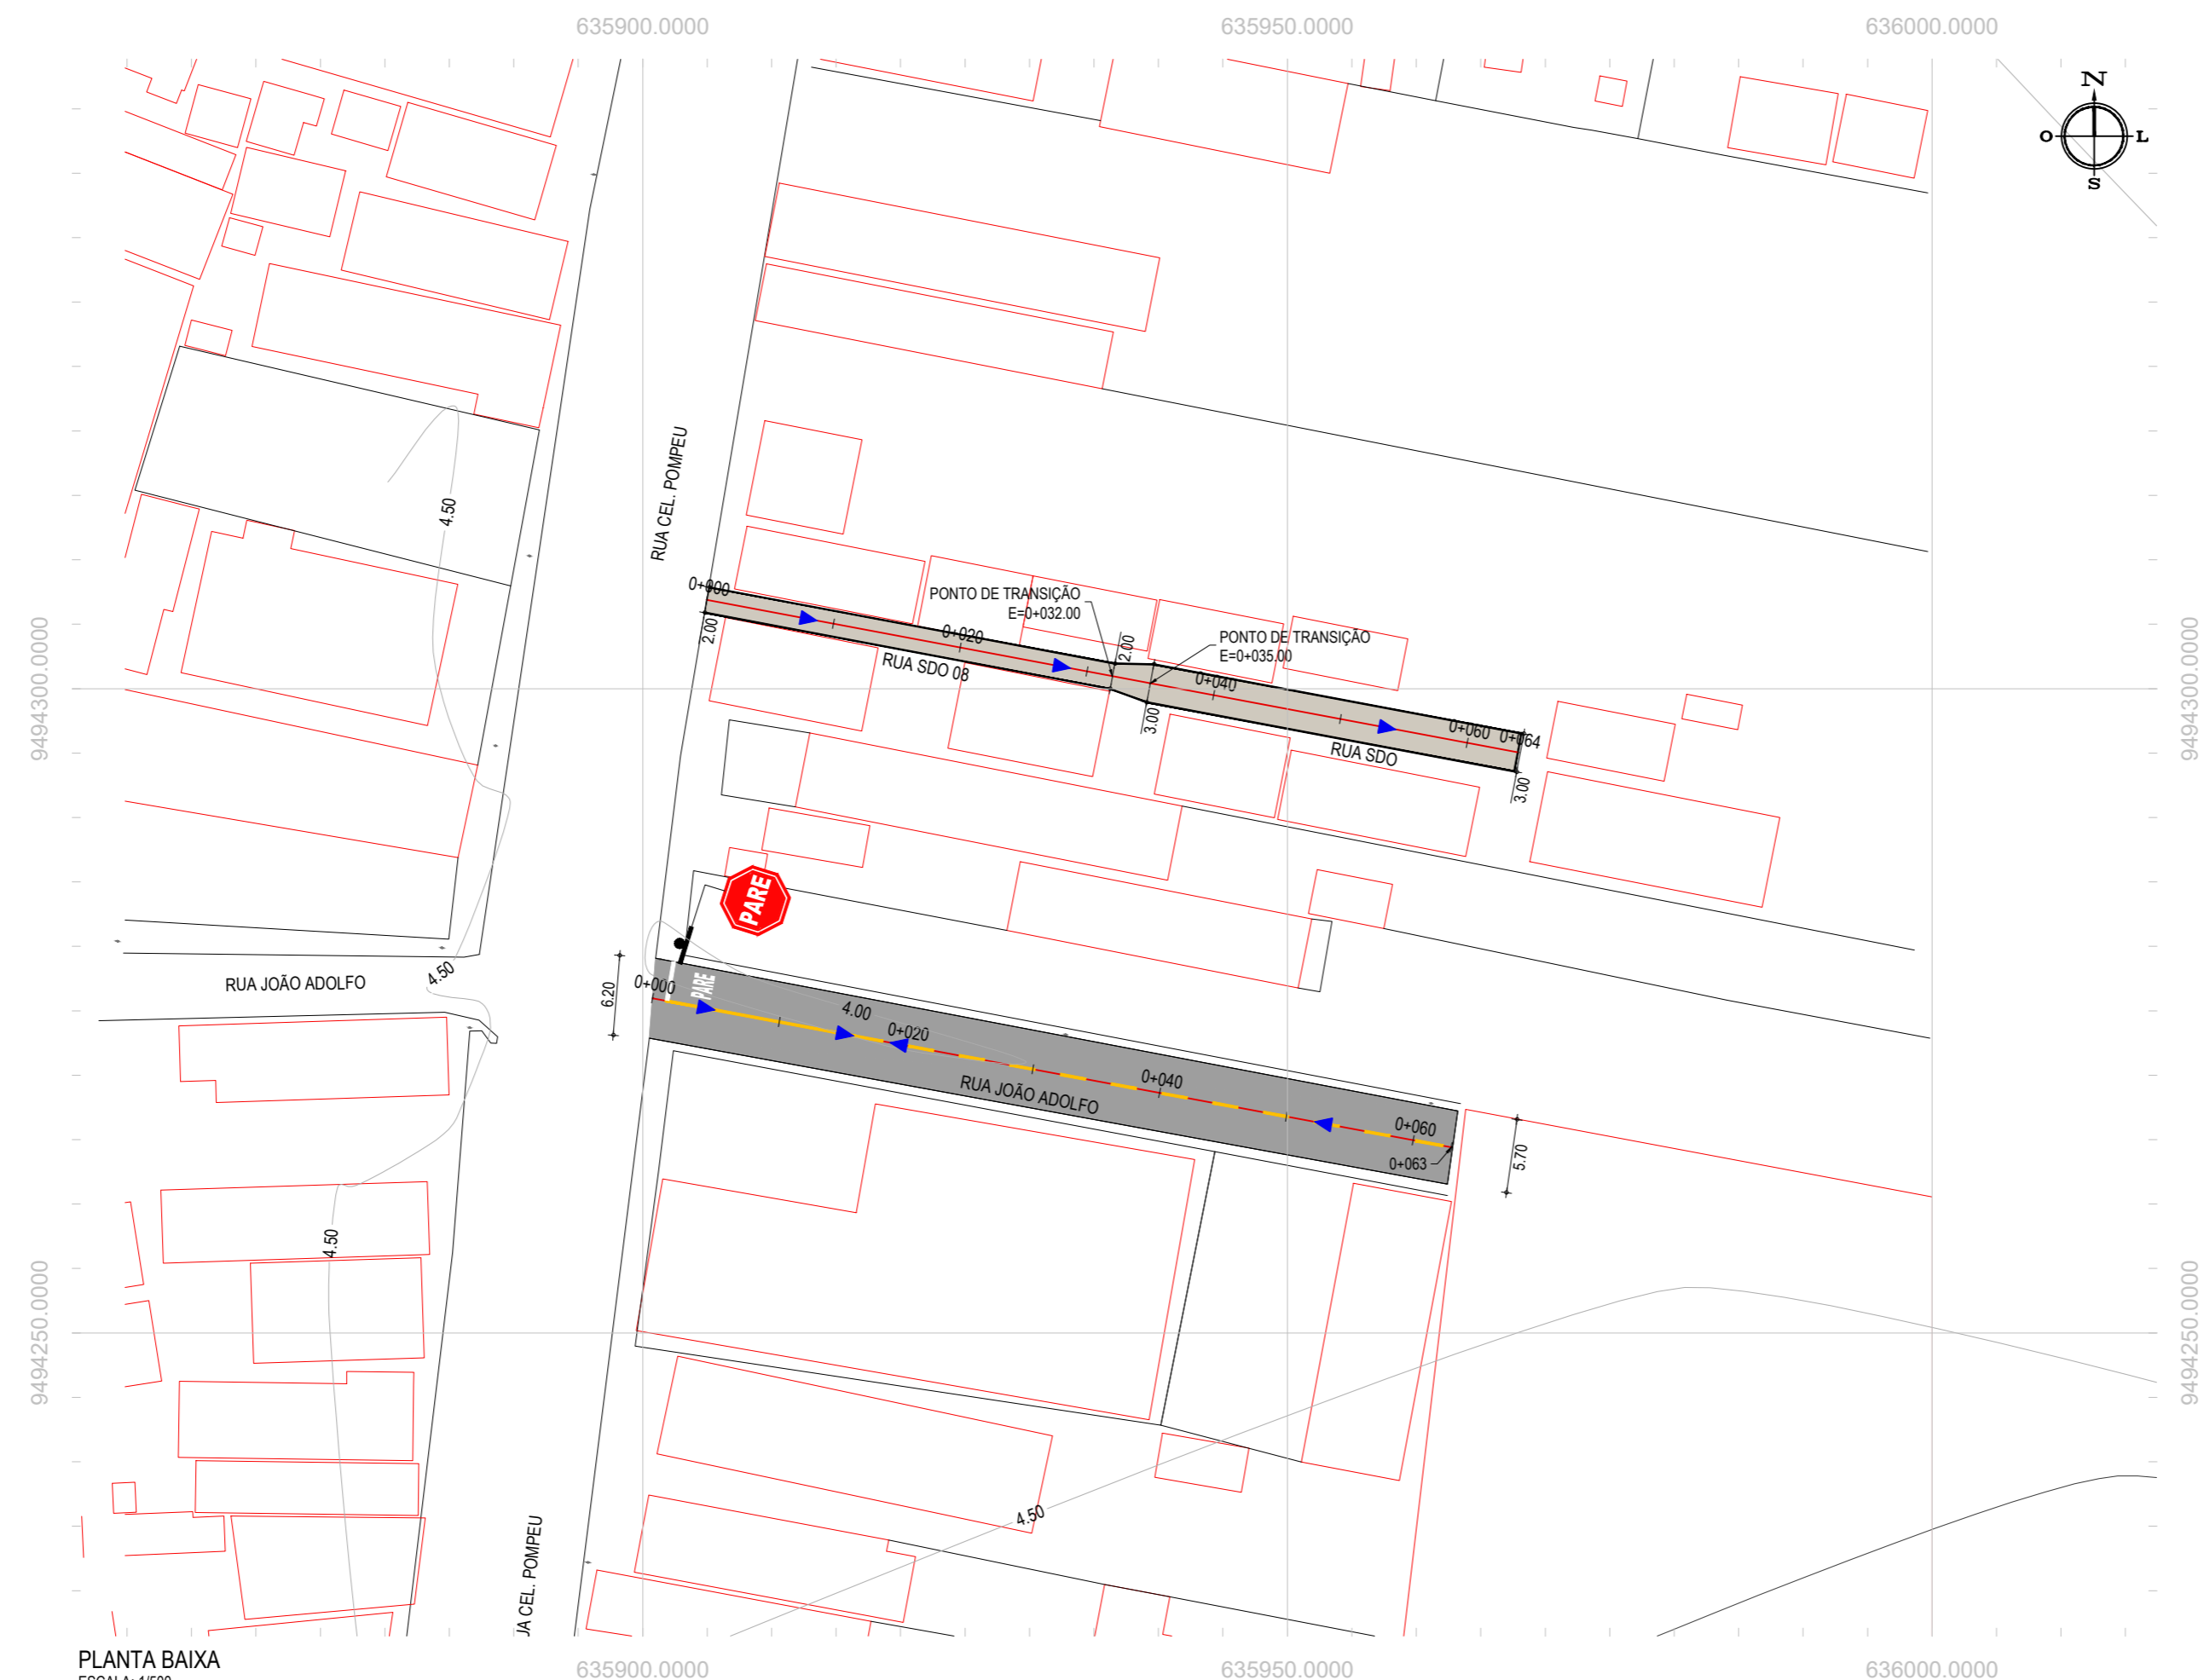 635900.0000
635950.0000
636000.0000
N
O
L
S
4.50
RUA CEL. POMPEU
0+000
PONTO DE TRANSIÇÃO
E=0+032.00
2.00
0+020
2.00
PONTO DE TRANSIÇÃO
E=0+035.00
RUA SDO 08
0+040
9494300.0000
9494300.0000
3.00
0+060
0+064
RUA SDO
3.00
PARE
RUA JOÃO ADOLFO
4.50
6.20
0+000
PARE
4.00
0+020
0+040
RUA JOÃO ADOLFO
0+060
0+063
5.70
4.50
9494250.0000
9494250.0000
4.50
UA CEL. POMPEU
PLANTA BAIXA
ESCALA: 1/500
635900.0000
635950.0000
636000.0000